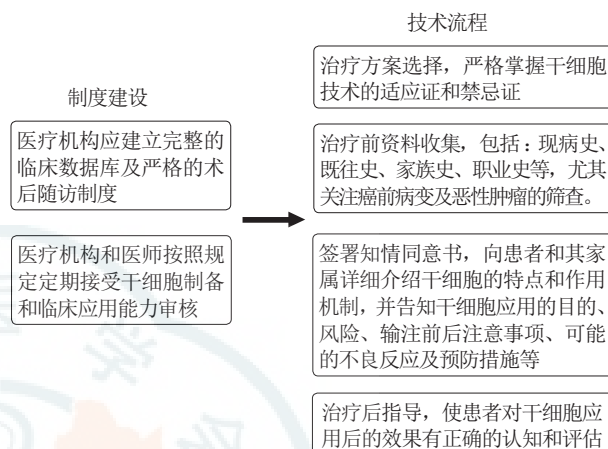 制度建设
医疗机构应建立完整的
临床数据库及严格的术
后随访制度
医疗机构和医师按照规
定定期接受干细胞制备
和临床应用能力审核
技术流程
治疗方案选择，严格掌握干细胞
技术的适应证和禁忌证
治疗前资料收集，包括：现病史、
既往史、家族史、职业史等，尤其
关注癌前病变及恶性肿瘤的筛查。
签署知情同意书，向患者和其家
属详细介绍干细胞的特点和作用
机制，并告知干细胞应用的目的、
风险、输注前后注意事项、可能
的不良反应及预防措施等
治疗后指导，使患者对干细胞应
用后的效果有正确的认知和评估
学
会